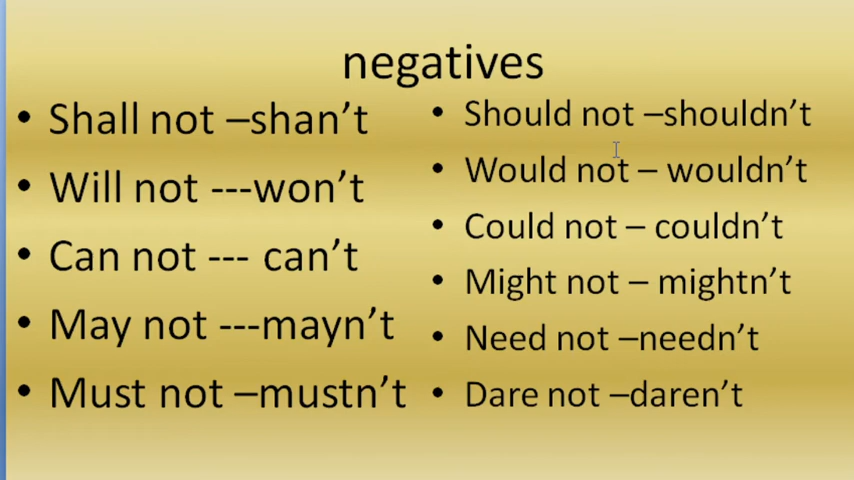 negatives
• Shall not –shan’t
• Will not ---won’t
• Can not --- can’t
• May not ---mayn’t
• Must not –mustn’t
• Should not –shouldn’t
• Would not – wouldn’t
• Could not – couldn’t
• Might not – mightn’t
• Need not –needn’t
• Dare not –daren’t